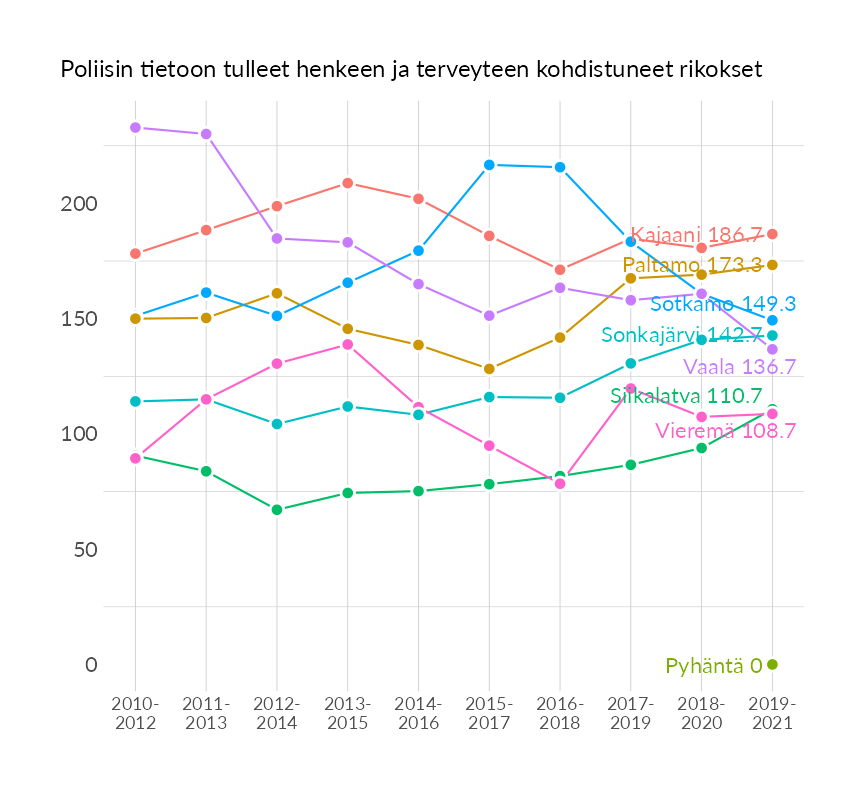 Poliisin tietoon tulleet henkeen ja terveyteen kohdistuneet rikokset
200
150
100
50
0
Kajaani 186.7
Paltamo 173.3
Sotkamo 149.3
Sonkajärvi 142.7
Vaala 136.7
Siikalatva 110.7
Vieremä 108.7
Pyhäntä 0
2010-
2012
2011-
2013
2012-
2014
2013-
2015
2014-
2016
2015-
2017
2016-
2018
2017-
2019
2018-
2020
2019-
2021